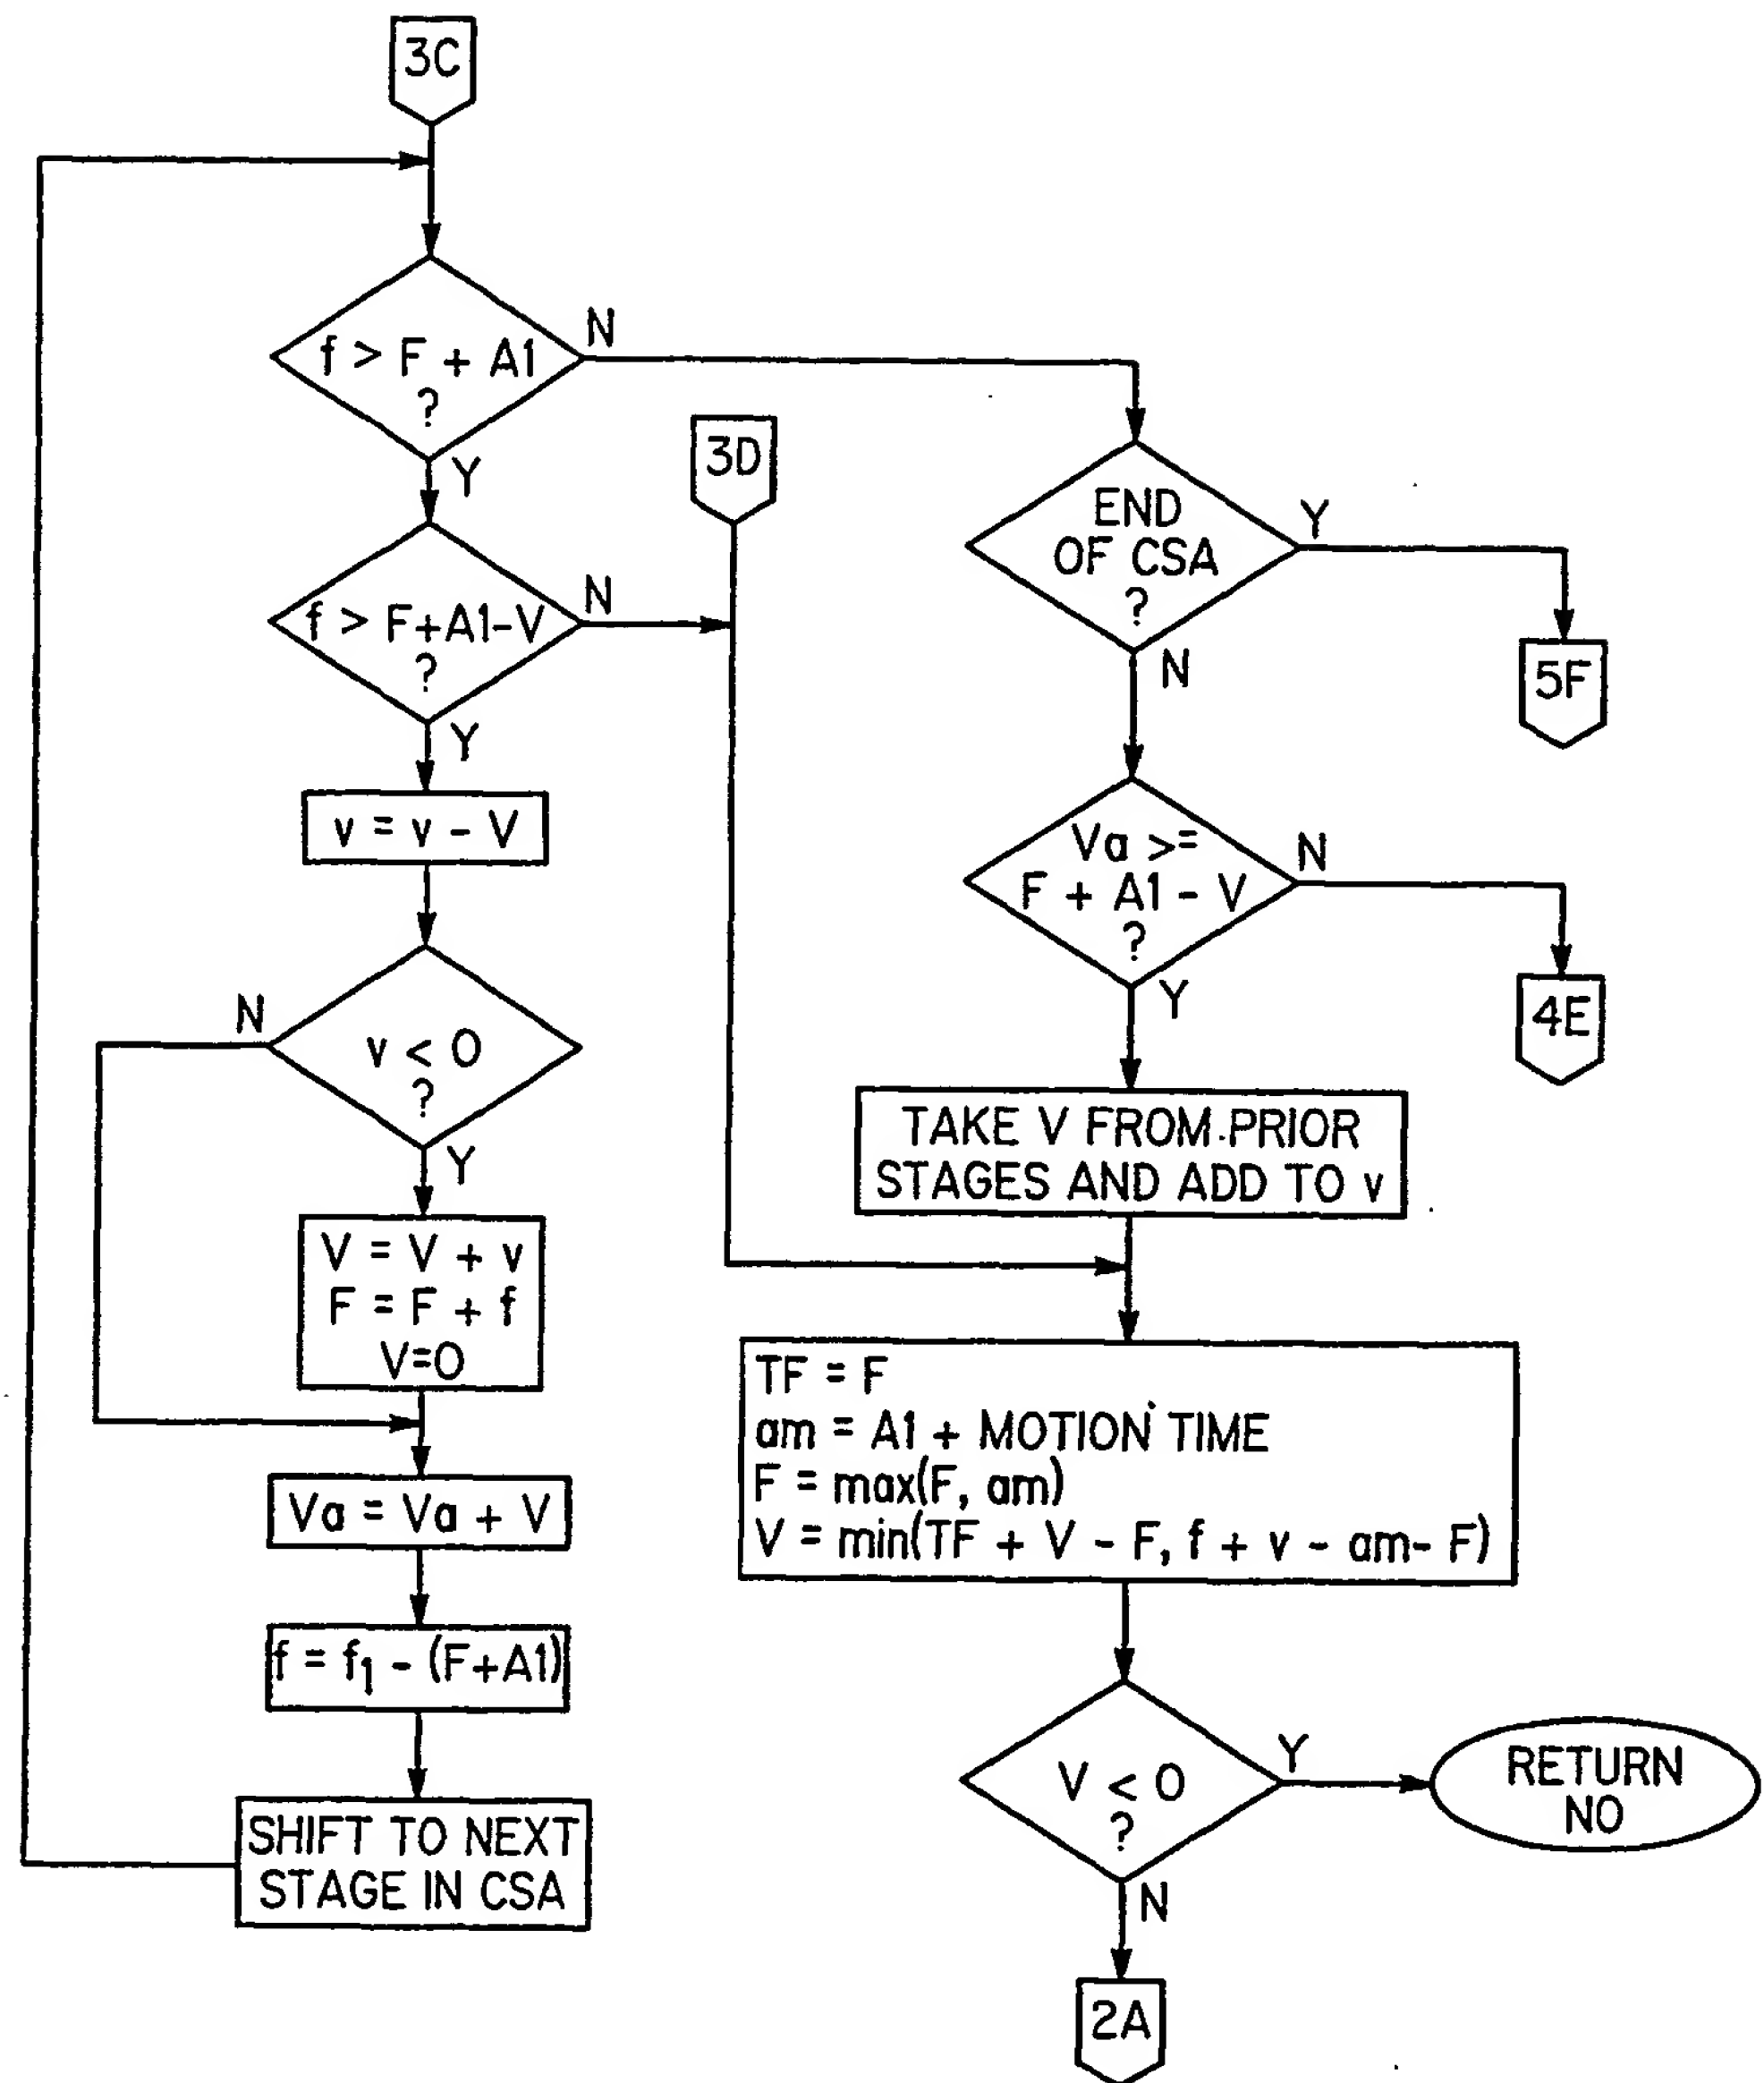 3C
f > F + A1
?
N
Y
f > F+A1-V
?
N
Y
v = v - V
v < 0
?
N
Y
V = V + v
F = F + f
V=0
Va = Va + V
f = f1 - (F+A1)
SHIFT TO NEXT
STAGE IN CSA
3D
END
OF CSA
?
Y
N
5F
Va >=
F + A1 - V
?
N
Y
4E
TAKE V FROM PRIOR
STAGES AND ADD TO v
TF = F
am = A1 + MOTION TIME
F = max(F, am)
V = min(TF + V - F, f + v - am- F)
V < 0
?
Y
RETURN
NO
N
2A